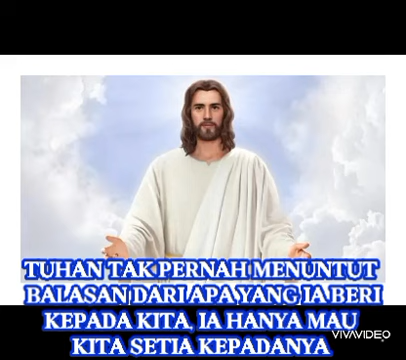 TUHAN TAK PERNAH MENUNTUT
BALASAN DARI APA YANG IA BERI
KEPADA KITA, IA HANYA MAU
KITA SETIA KEPADANYA
VIVAVIDEO